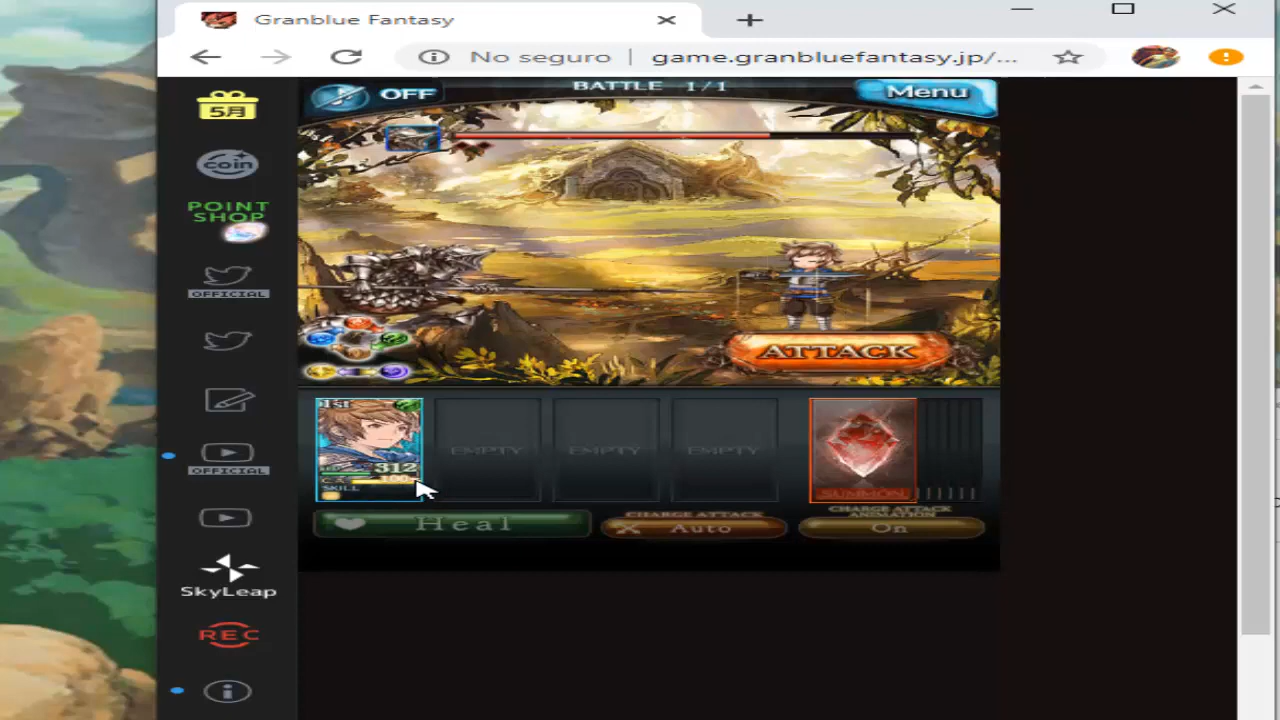 Granblue Fantasy
No seguro
game.granbluefantasy.jp/...
5月
coin
POINT
SHOP
OFFICIAL
OFFICIAL
SkyLeap
REC
OFF
BATTLE 1/1
Menu
ATTACK
1st
312
100
SKILL
EMPTY
EMPTY
EMPTY
SUMMON
Heal
CHARGE ATTACK
Auto
CHARGE ATTACK
ANIMATION
On